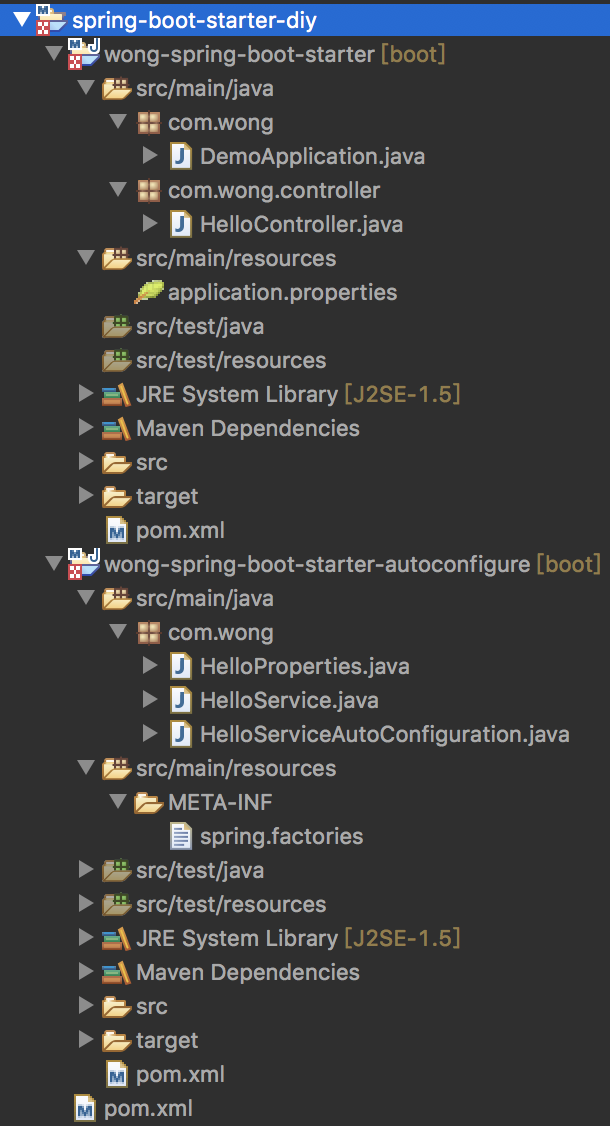 spring-boot-starter-diy
wong-spring-boot-starter [boot]
src/main/java
com.wong
DemoApplication.java
com.wong.controller
HelloController.java
src/main/resources
application.properties
src/test/java
src/test/resources
JRE System Library [J2SE-1.5]
Maven Dependencies
src
target
pom.xml
wong-spring-boot-starter-autoconfigure [boot]
src/main/java
com.wong
HelloProperties.java
HelloService.java
HelloServiceAutoConfiguration.java
src/main/resources
META-INF
spring.factories
src/test/java
src/test/resources
JRE System Library [J2SE-1.5]
Maven Dependencies
src
target
pom.xml
pom.xml